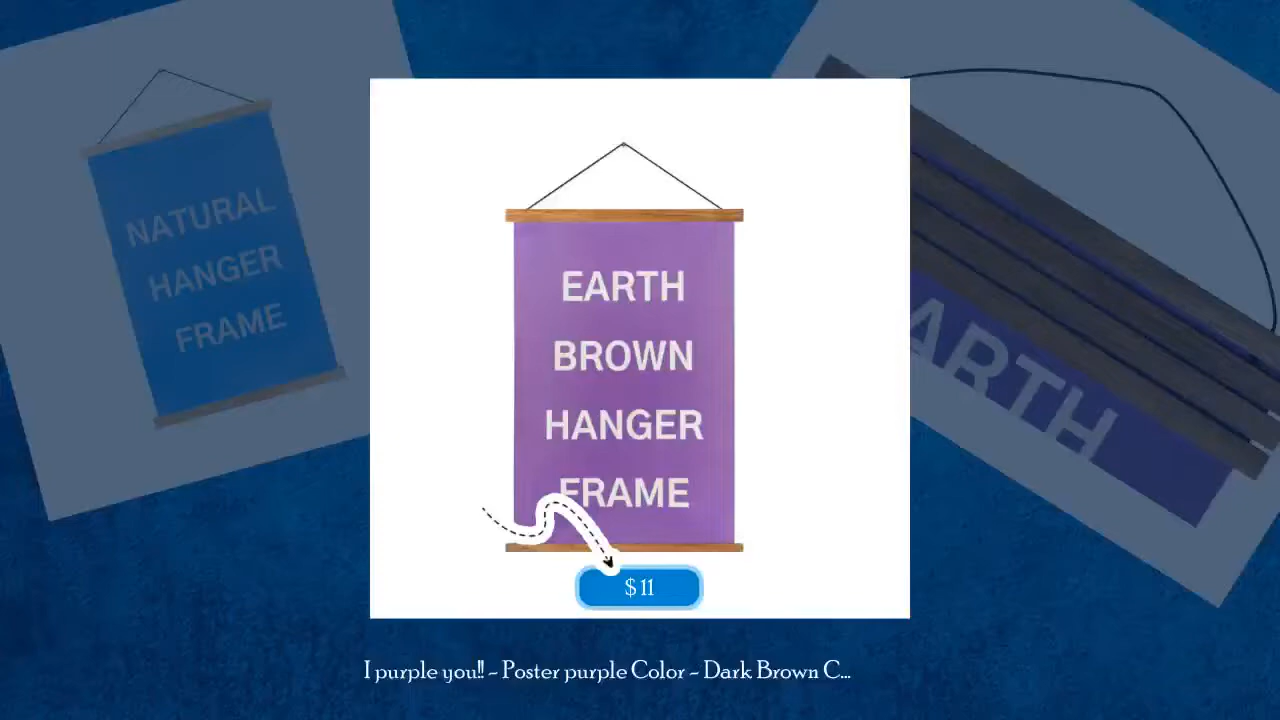 NATURAL
HANGER
FRAME
EARTH
BROWN
HANGER
FRAME
ARTH
$ 11
I purple you!! - Poster purple Color - Dark Brown C...